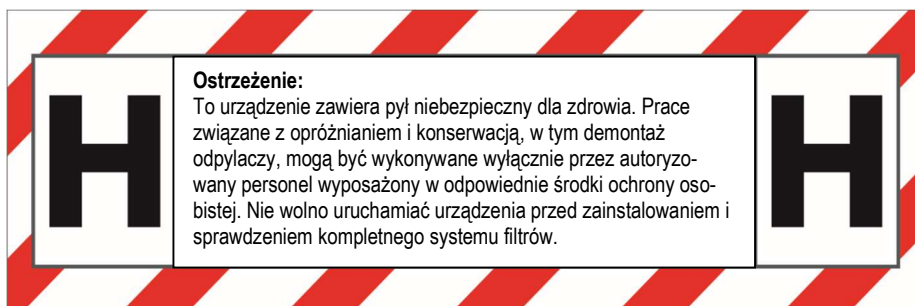 H
Ostrzeżenie:
To urządzenie zawiera pył niebezpieczny dla zdrowia. Prace
związane z opróżnianiem i konserwacją, w tym demontaż
odpylaczy, mogą być wykonywane wyłącznie przez autoryzo-
wany personel wyposażony w odpowiednie środki ochrony oso-
bistej. Nie wolno uruchamiać urządzenia przed zainstalowaniem i
sprawdzeniem kompletnego systemu filtrów.
H